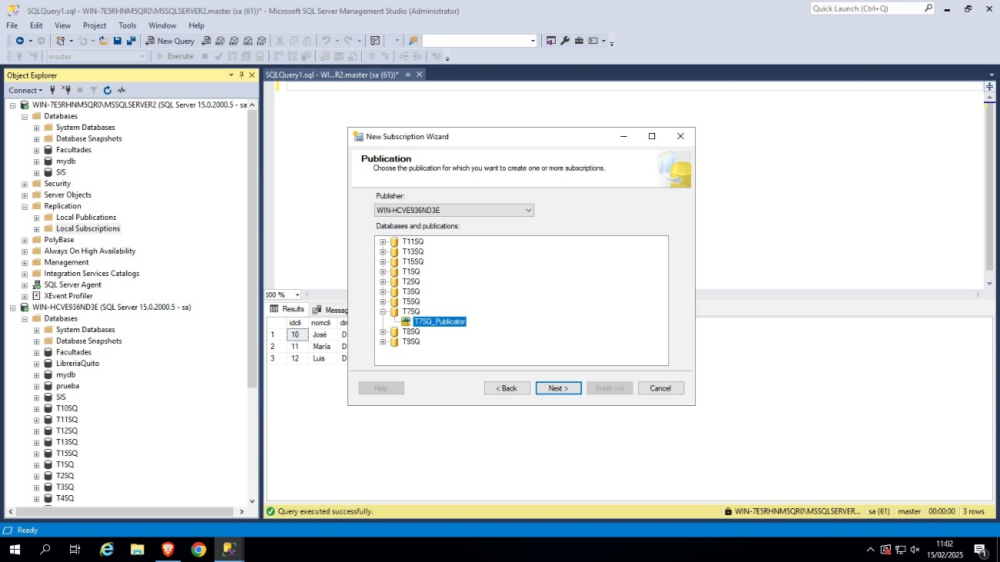 SQLQuery1.sql - WIN-7E5RHNM5QR0\MSSQLSERVER2.master (sa (61))* - Microsoft SQL Server Management Studio (Administrator)
Quick Launch (Ctrl+Q)
File Edit View Project Tools Window Help
New Query
master
Execute
Object Explorer
SQLQuery1.sql - WI...R2.master (sa (61))*
Connect
WIN-7E5RHNM5QR0\MSSQLSERVER2 (SQL Server 15.0.2000.5 - sa
Databases
System Databases
Database Snapshots
Facultades
mydb
SIS
Security
Server Objects
Replication
Local Publications
Local Subscriptions
PolyBase
Always On High Availability
Management
Integration Services Catalogs
SQL Server Agent
XEvent Profiler
WIN-HCVE936ND3E (SQL Server 15.0.2000.5 - sa)
Databases
System Databases
Database Snapshots
Facultades
LibreriaQuito
mydb
prueba
SIS
T10SQ
T11SQ
T12SQ
T13SQ
T15SQ
T1SQ
T2SQ
T3SQ
T4SQ
New Subscription Wizard
Publication
Choose the publication for which you want to create one or more subscriptions.
Publisher:
WIN-HCVE936ND3E
Databases and publications:
T11SQ
T13SQ
T15SQ
T1SQ
T2SQ
T3SQ
T5SQ
T7SQ
T7SQ_Publicator
T8SQ
T9SQ
Help
< Back
Next >
Finish >>|
Cancel
100 %
Results Messag
idcli nomcli dir
1 10 José D
2 11 María D
3 12 Luis D
Query executed successfully.
WIN-7E5RHNM5QR0\MSSQLSERVER... sa (61) master 00:00:00 3 rows
Ready
11:02
15/02/2025
1